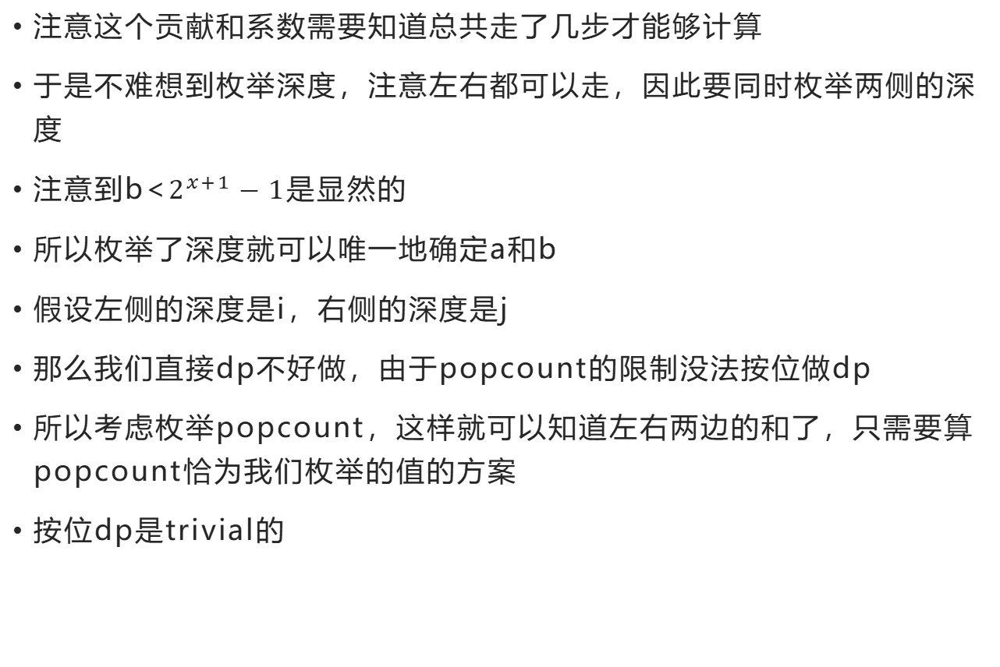 • 注意这个贡献和系数需要知道总共走了几步才能够计算
• 于是不难想到枚举深度，注意左右都可以走，因此要同时枚举两侧的深
度
• 注意到b<2^{x+1} − 1是显然的
• 所以枚举了深度就可以唯一地确定a和b
• 假设左侧的深度是i，右侧的深度是j
• 那么我们直接dp不好做，由于popcount的限制没法按位做dp
• 所以考虑枚举popcount，这样就可以知道左右两边的和了，只需要算
popcount恰为我们枚举的值的方案
• 按位dp是trivial的